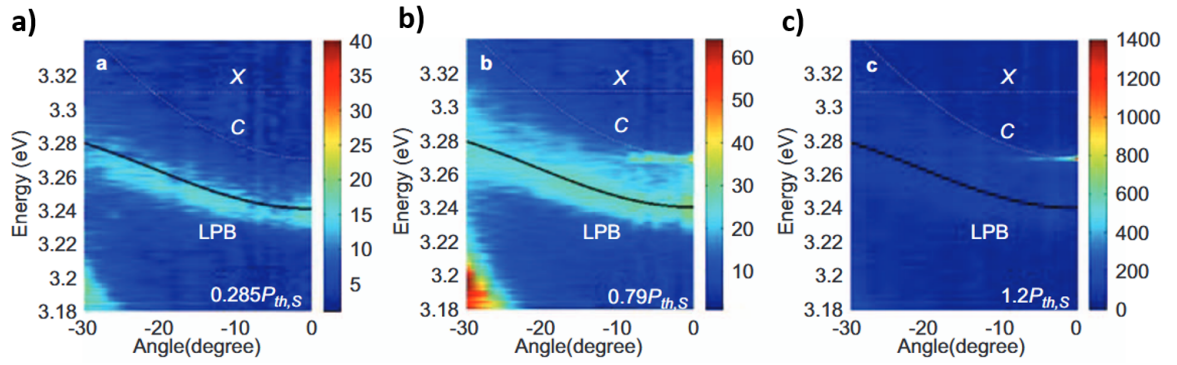 a)
b)
c)
a
X
C
LPB
0.285Pth,S
3.32
3.3
3.28
3.26
3.24
3.22
3.2
3.18
Energy (eV)
-30
-20
-10
0
Angle(degree)
40
35
30
25
20
15
10
5
b
X
C
LPB
0.79Pth,S
3.32
3.3
3.28
3.26
3.24
3.22
3.2
3.18
Energy (eV)
-30
-20
-10
0
Angle(degree)
60
50
40
30
20
10
c
X
C
LPB
1.2Pth,S
3.32
3.3
3.28
3.26
3.24
3.22
3.2
3.18
Energy (eV)
-30
-20
-10
0
Angle(degree)
1400
1200
1000
800
600
400
200
0